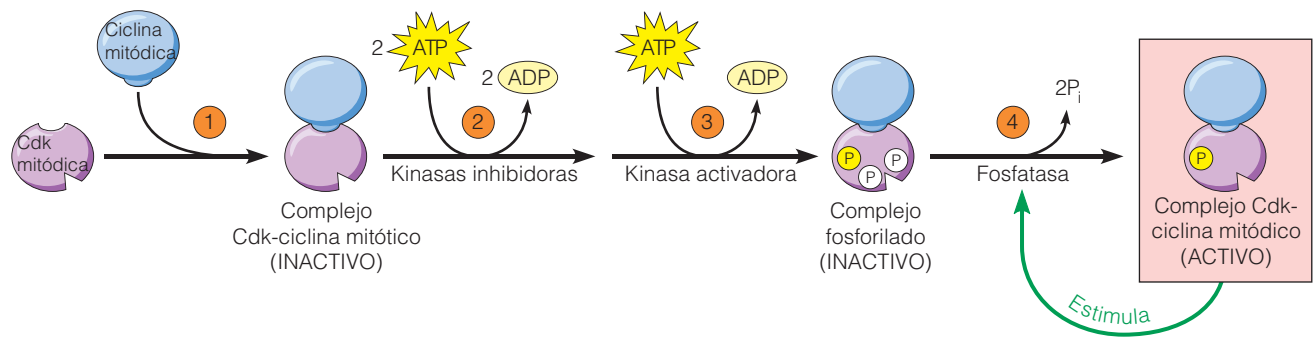 Ciclina
mitódica
Cdk
mitódica
1
Complejo
Cdk-ciclina mitótico
(INACTIVO)
2 ATP
2 ADP
2
Kinasas inhibidoras
ATP
ADP
3
Kinasa activadora
P
P
P
Complejo
fosforilado
(INACTIVO)
4
2Pi
Fosfatasa
P
Complejo Cdk-
ciclina mitódico
(ACTIVO)
Estimula